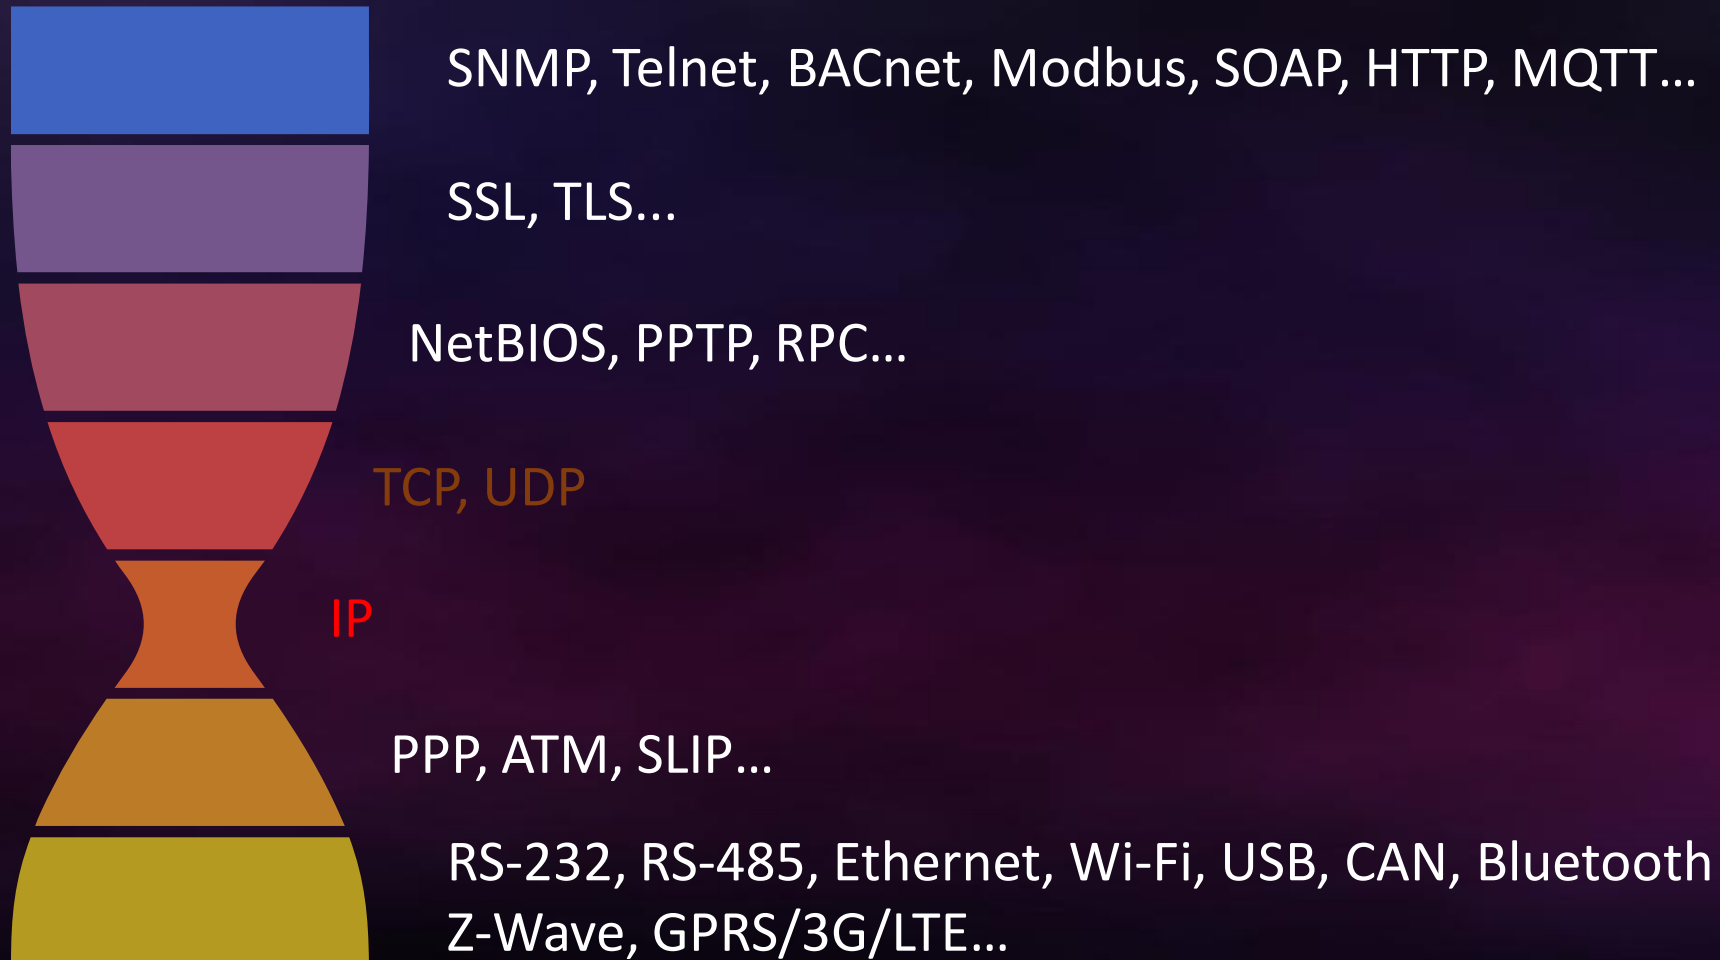 SNMP, Telnet, BACnet, Modbus, SOAP, HTTP, MQTT…
SSL, TLS...
NetBIOS, PPTP, RPC…
TCP, UDP
IP
PPP, ATM, SLIP…
RS-232, RS-485, Ethernet, Wi-Fi, USB, CAN, Bluetooth
Z-Wave, GPRS/3G/LTE…